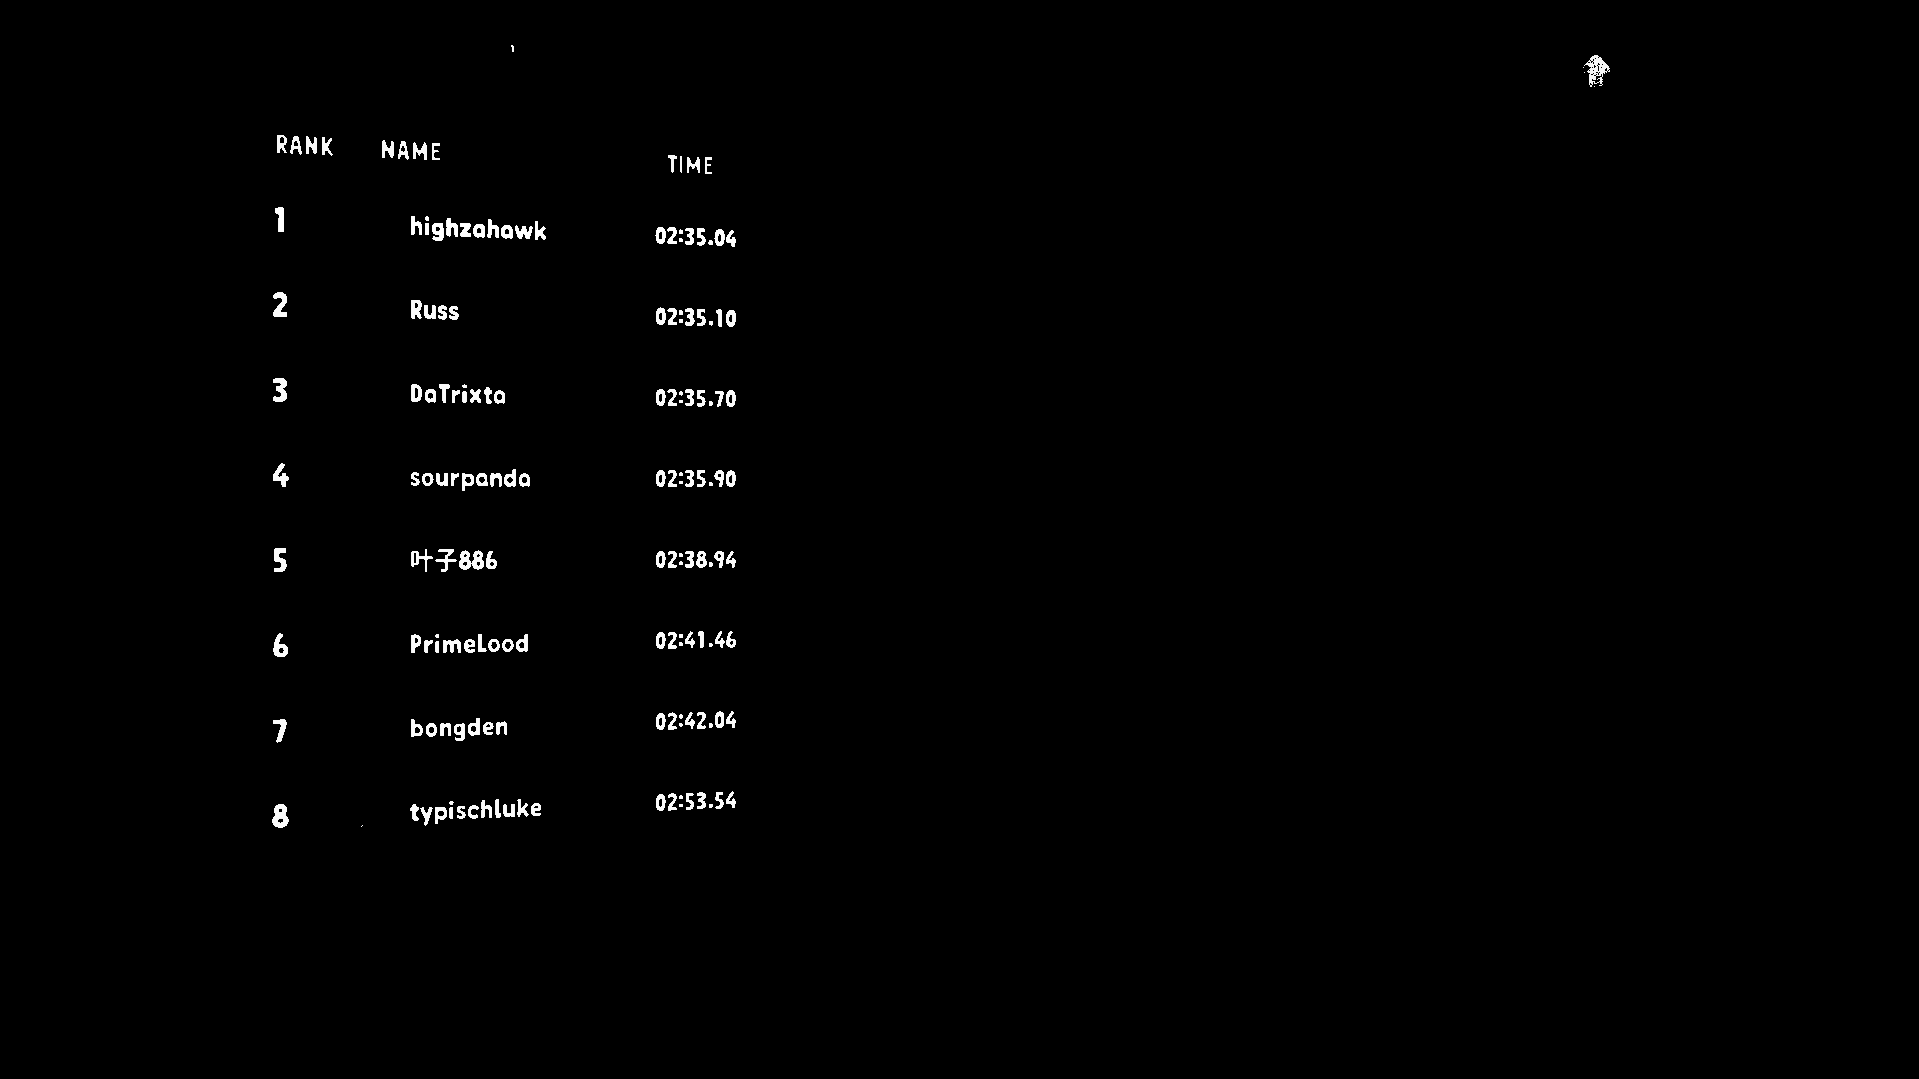 RANK NAME TIME
1 highzahawk 02:35.04
2 Russ 02:35.10
3 DaTrixta 02:35.70
4 sourpanda 02:35.90
5 叶子886 02:38.94
6 PrimeLood 02:41.46
7 bongden 02:42.04
8 typischluke 02:53.54